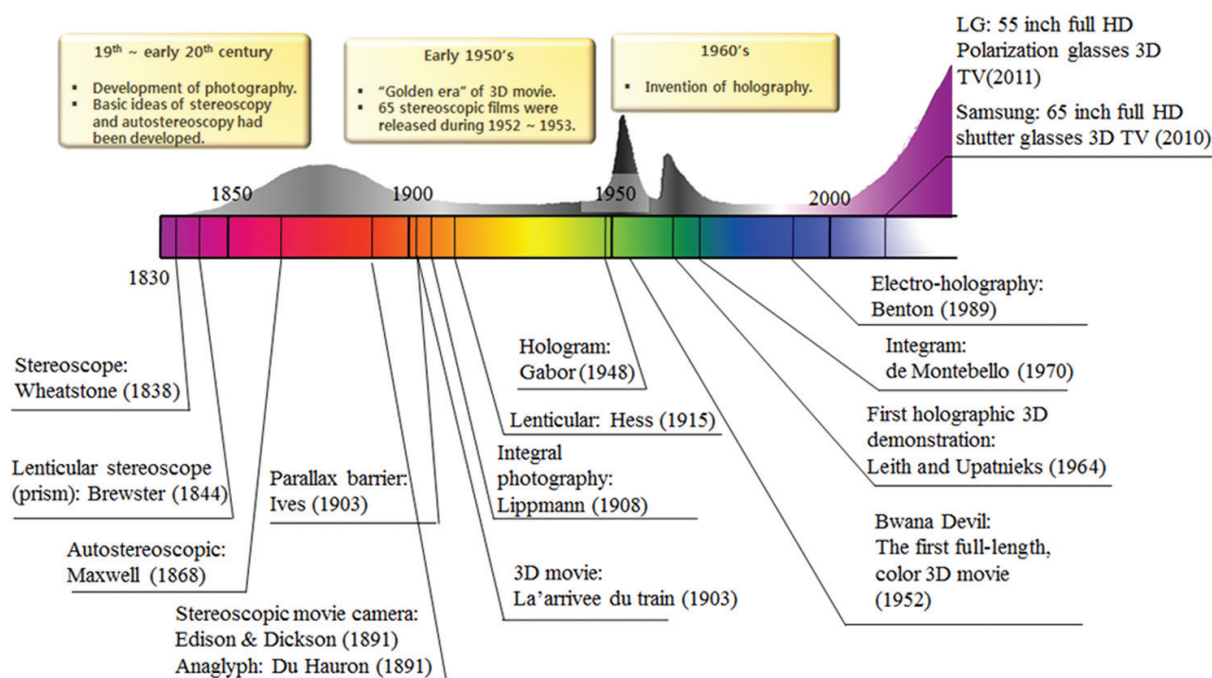 19th ~ early 20th century
▪ Development of photography.
▪ Basic ideas of stereoscopy
and autostereoscopy had
been developed.
Early 1950's
▪ “Golden era” of 3D movie.
▪ 65 stereoscopic films were
released during 1952 ~ 1953.
1960's
▪ Invention of holography.
LG: 55 inch full HD
Polarization glasses 3D
TV(2011)
Samsung: 65 inch full HD
shutter glasses 3D TV (2010)
1850
1900
1950
2000
1830
Stereoscope:
Wheatstone (1838)
Lenticular stereoscope
(prism): Brewster (1844)
Autostereoscopic:
Maxwell (1868)
Stereoscopic movie camera:
Edison & Dickson (1891)
Anaglyph: Du Hauron (1891)
Parallax barrier:
Ives (1903)
Hologram:
Gabor (1948)
Lenticular: Hess (1915)
Integral
photography:
Lippmann (1908)
3D movie:
La’arrivee du train (1903)
Electro-holography:
Benton (1989)
Integram:
de Montebello (1970)
First holographic 3D
demonstration:
Leith and Upatnieks (1964)
Bwana Devil:
The first full-length,
color 3D movie
(1952)